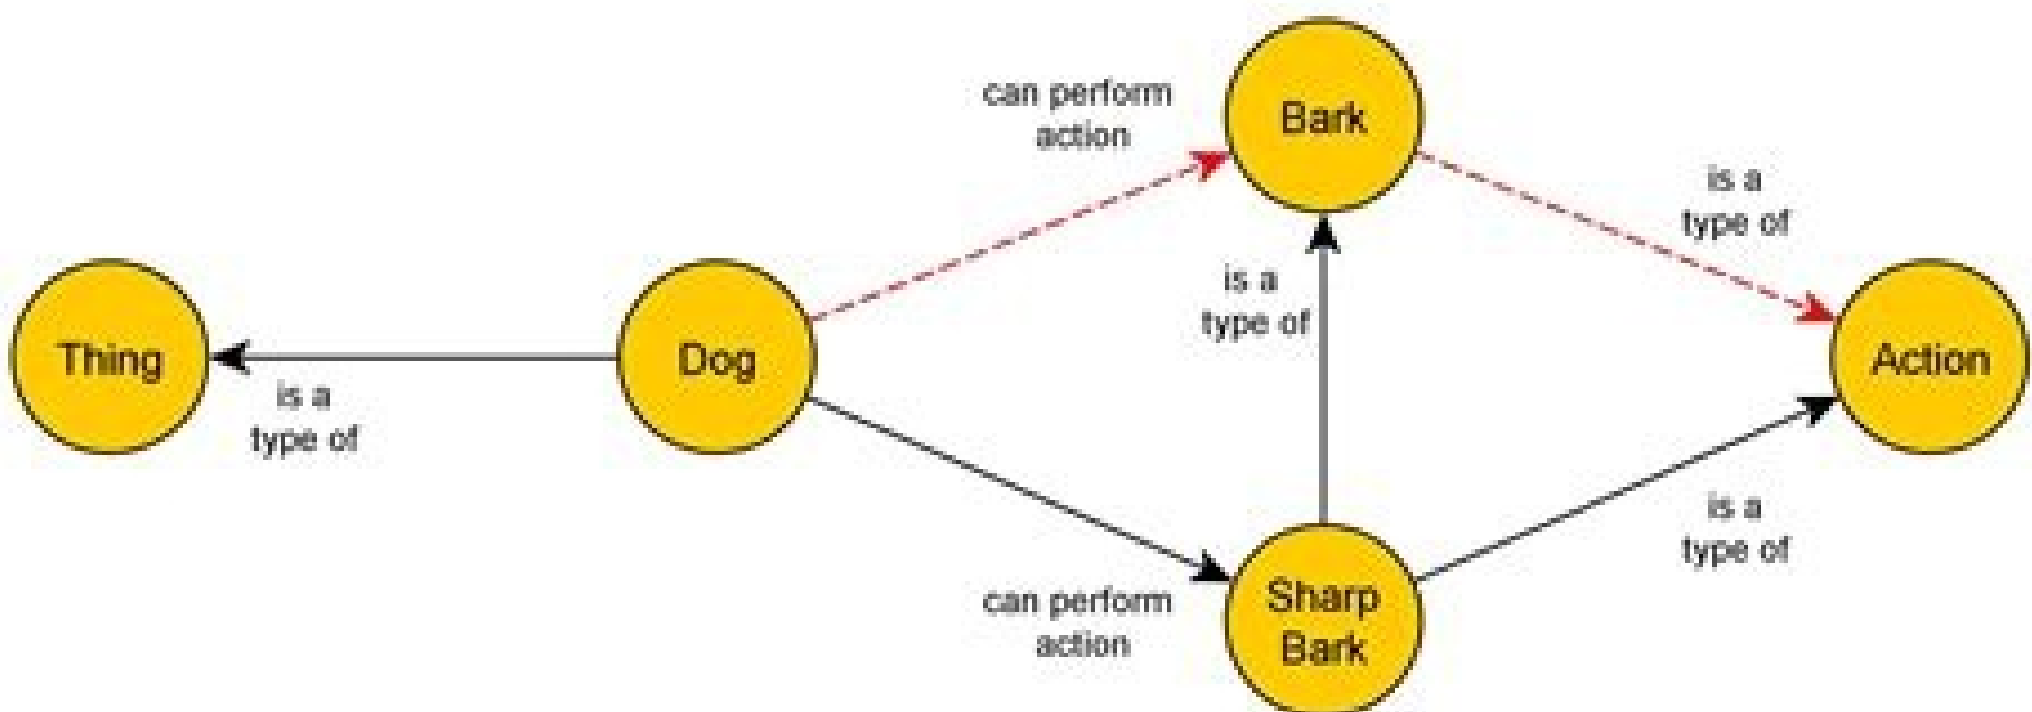 can perform
action
Bark
is a
type of
is a
type of
Thing
Dog
Action
is a
type of
can perform
action
Sharp
Bark
is a
type of